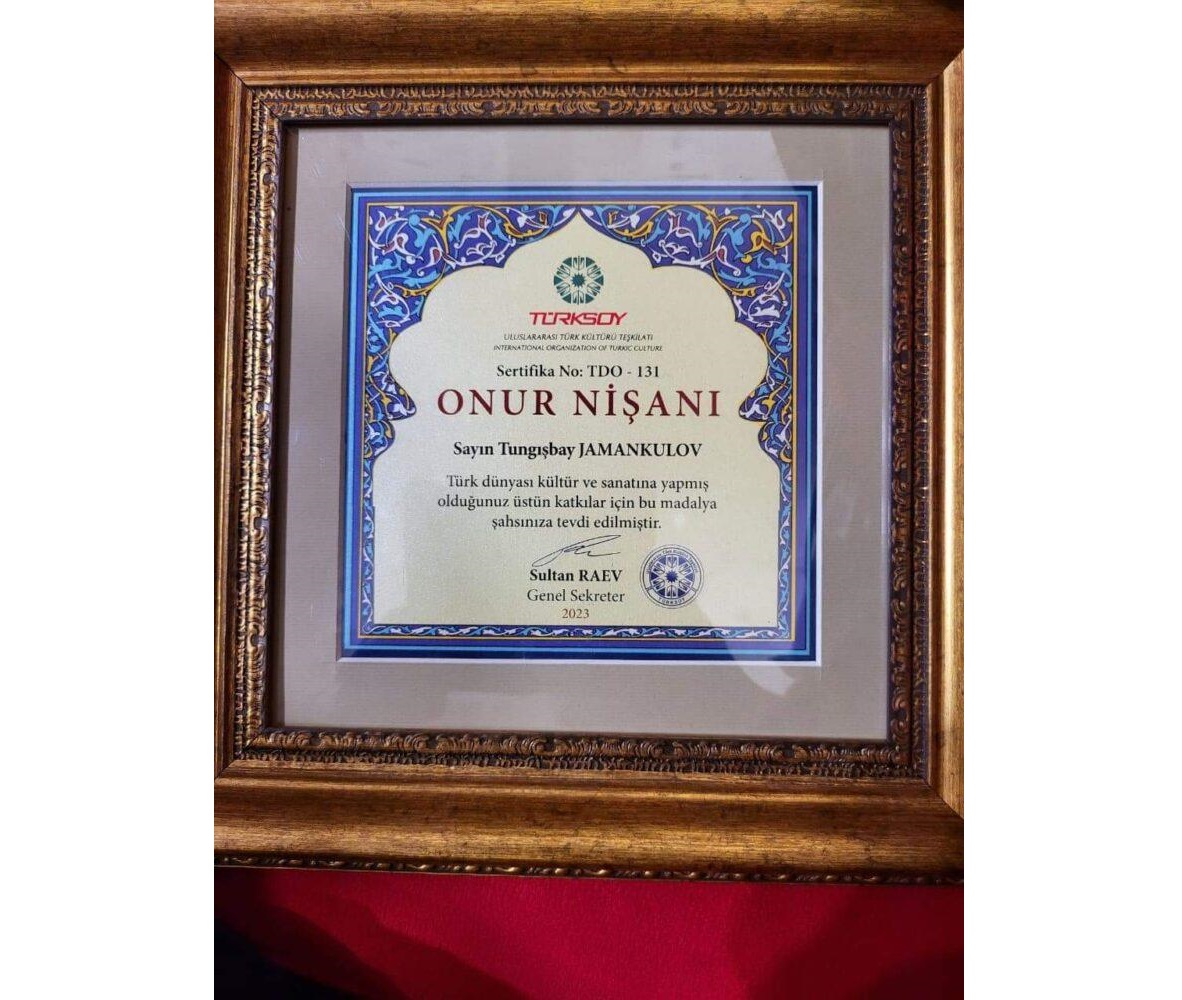 TÜRKSOY
ULUSLARARASI TÜRK KÜLTÜRÜ TEŞKİLATI
INTERNATIONAL ORGANIZATION OF TURKIC CULTURE
Sertifika No: TDO - 131
ONUR NİŞANI
Sayın Tungışbay JAMANKULOV
Türk dünyası kültür ve sanatına yapmış
olduğunuz üstün katkılar için bu madalya
şahsınıza tevdi edilmiştir.
Sultan RAEV
Genel Sekreter
2023
TÜRKSOY